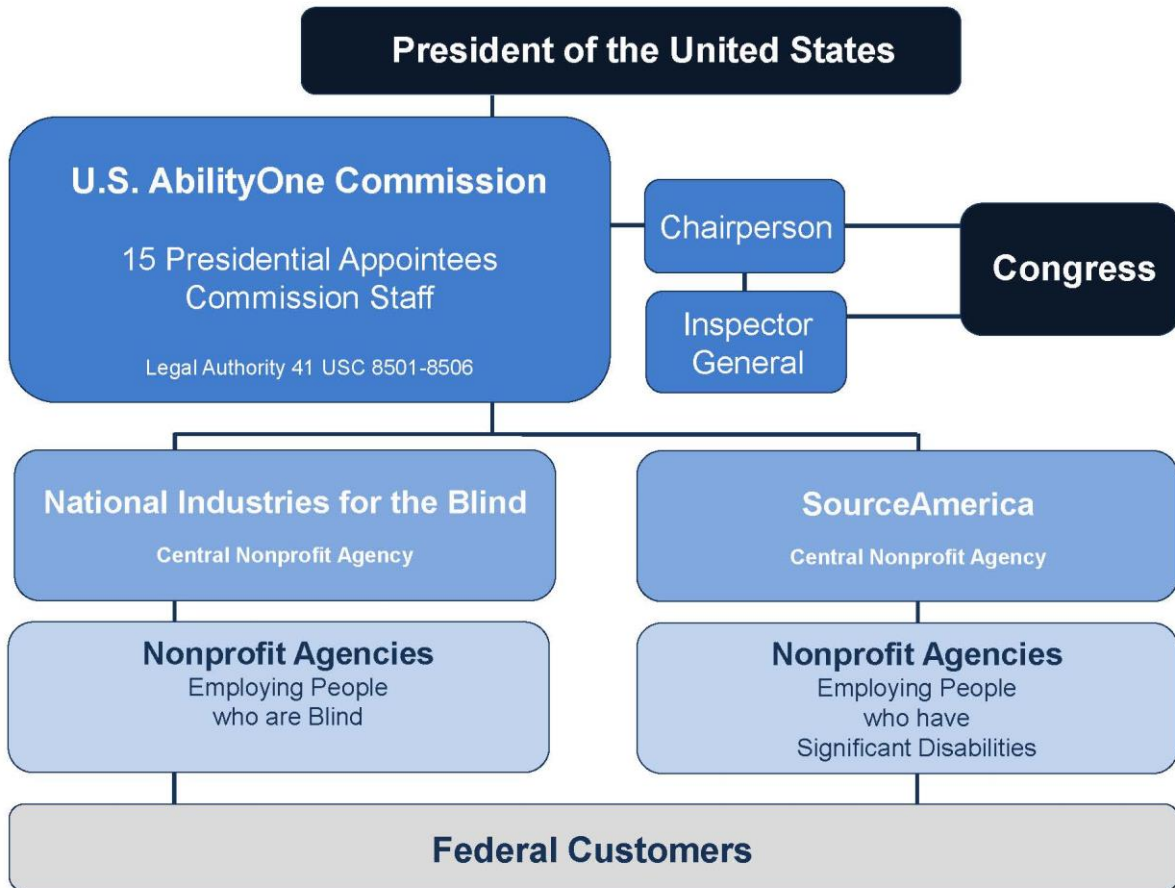 President of the United States
U.S. AbilityOne Commission
15 Presidential Appointees
Commission Staff
Legal Authority 41 USC 8501-8506
Chairperson
Inspector
General
Congress
National Industries for the Blind
Central Nonprofit Agency
SourceAmerica
Central Nonprofit Agency
Nonprofit Agencies
Employing People
who are Blind
Nonprofit Agencies
Employing People
who have
Significant Disabilities
Federal Customers